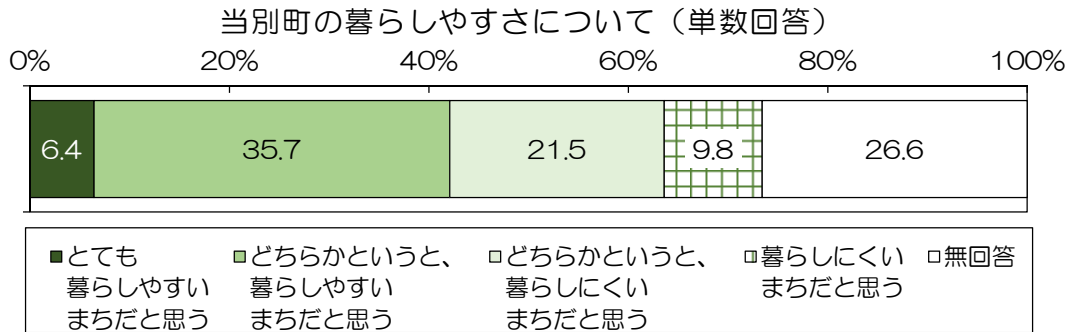 当別町の暮らしやすさについて（単数回答）
0% 20% 40% 60% 80% 100%
6.4 35.7 21.5 9.8 26.6
とても
暮らしやすい
まちだと思う
どちらかというと、
暮らしやすい
まちだと思う
どちらかというと、
暮らしにくい
まちだと思う
暮らしにくい
まちだと思う
無回答